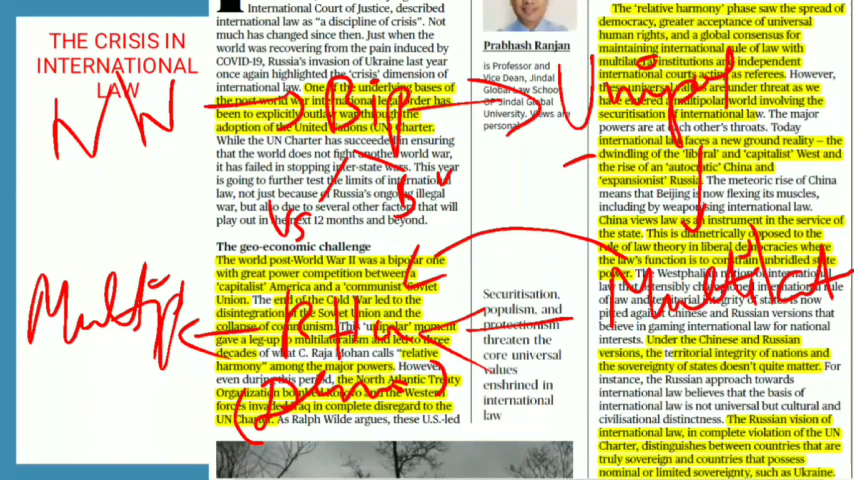 THE CRISIS IN
INTERNATIONAL
LAW
International Court of Justice, described
international law as “a discipline of crisis”. Not
much has changed since then. Just when the
world was recovering from the pain induced by
COVID-19, Russia’s invasion of Ukraine last year
once again highlighted the ‘crisis’ dimension of
international law. One of the underlying bases of
the post-world war international legal order has
been to explicitly outlaw war through the
adoption of the United Nations (UN) Charter.
While the UN Charter has succeeded in ensuring
that the world does not fight another world war,
it has failed in stopping inter-state wars. This year
is going to further test the limits of international
law, not just because of Russia’s ongoing illegal
war, but also due to several other factors that will
play out in the next 12 months and beyond.
The geo-economic challenge
The world post-World War II was a bipolar one
with great power competition between a
‘capitalist’ America and a ‘communist’ Soviet
Union. The end of the Cold War led to the
disintegration of the Soviet Union and the
collapse of communism. This ‘unipolar’ moment
gave a leg-up to multilateralism and led to three
decades of what C. Raja Mohan calls “relative
harmony” among the major powers. However,
even during this period, the North Atlantic Treaty
Organization bombed Kosovo and the Western
forces invaded Iraq in complete disregard to the
UN Charter. As Ralph Wilde argues, these U.S.-led
Prabhash Ranjan
is Professor and
Vice Dean, Jindal
Global Law School,
OP Jindal Global
University. Views are
personal
Securitisation,
populism, and
protectionism
threaten the
core universal
values
enshrined in
international
law
The ‘relative harmony’ phase saw the spread of
democracy, greater acceptance of universal
human rights, and a global consensus for
maintaining international rule of law with
multilateral institutions and independent
international courts acting as referees. However,
these universal values are under threat as we
have entered a multipolar world involving the
securitisation of international law. The major
powers are at each other’s throats. Today
international law faces a new ground reality — the
dwindling of the ‘liberal’ and ‘capitalist’ West and
the rise of an ‘autocratic’ China and
‘expansionist’ Russia. The meteoric rise of China
means that Beijing is now flexing its muscles,
including by weaponising international law.
China views law as an instrument in the service of
the state. This is diametrically opposed to the
rule of law theory in liberal democracies where
the law’s function is to constrain unbridled state
power. The Westphalian notion of international
law that ostensibly championed international rule
of law and territorial integrity of states is now
pitted against Chinese and Russian versions that
believe in gaming international law for national
interests. Under the Chinese and Russian
versions, the territorial integrity of nations and
the sovereignty of states doesn’t quite matter. For
instance, the Russian approach towards
international law believes that the basis of
international law is not universal but cultural and
civilisational distinctness. The Russian vision of
international law, in complete violation of the UN
Charter, distinguishes between countries that are
truly sovereign and countries that possess
nominal or limited sovereignty, such as Ukraine.
WW
Bip
Unipol
US
SU
Multilat
Multip